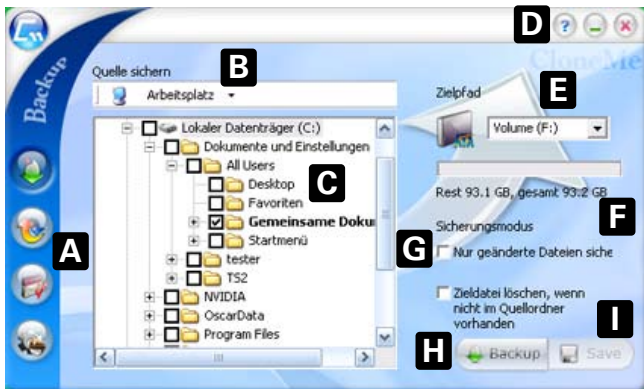 D
CloneMe
Backup
Quelle sichern
B
Arbeitsplatz
Zielpfad
E
Lokaler Datenträger (C:)
Dokumente und Einstellungen
All Users
Desktop
C
Favoriten
Gemeinsame Doku
Startmenü
tester
TS2
NVIDIA
OscarData
Program Files
A
ATA
Volume (F:)
Rest 93.1 GB, gesamt 93.2 GB
F
Sicherungsmodus
G
Nur geänderte Dateien siche
Zieldatei löschen, wenn
nicht im Quellordner
vorhanden
I
H
Backup
Save